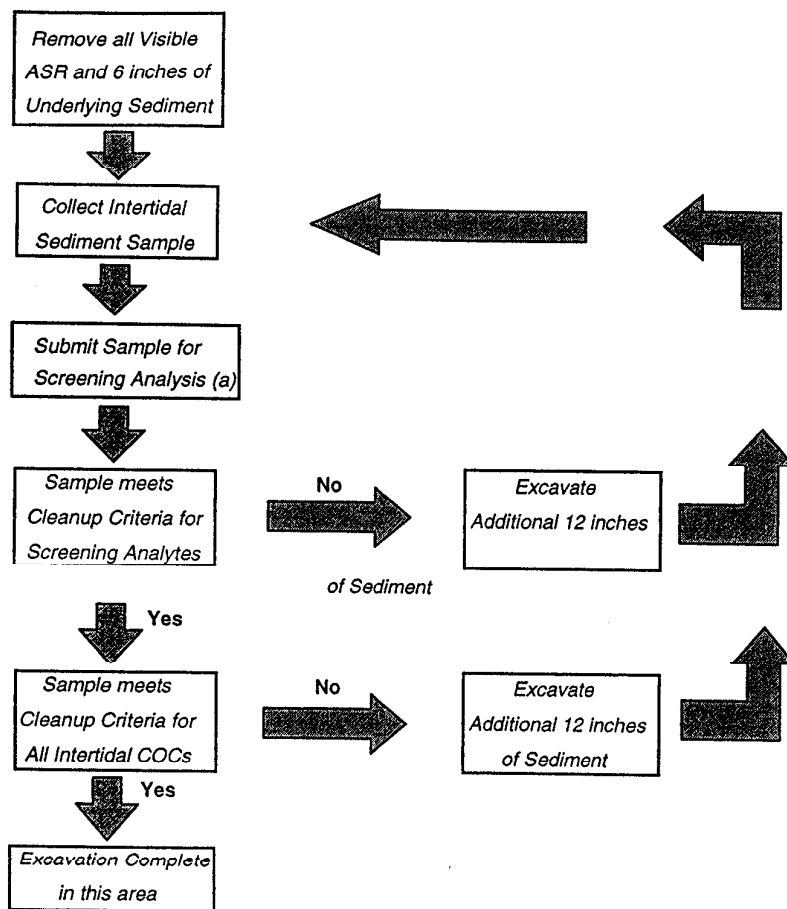 Remove all Visible
ASR and 6 inches of
Underlying Sediment
Collect Intertidal
Sediment Sample
Submit Sample for
Screening Analysis (a)
Sample meets
Cleanup Criteria for
Screening Analytes
No
Excavate
Additional 12 inches
of Sediment
Yes
Sample meets
Cleanup Criteria for
All Intertidal COCs
No
Excavate
Additional 12 inches
of Sediment
Yes
Excavation Complete
in this area